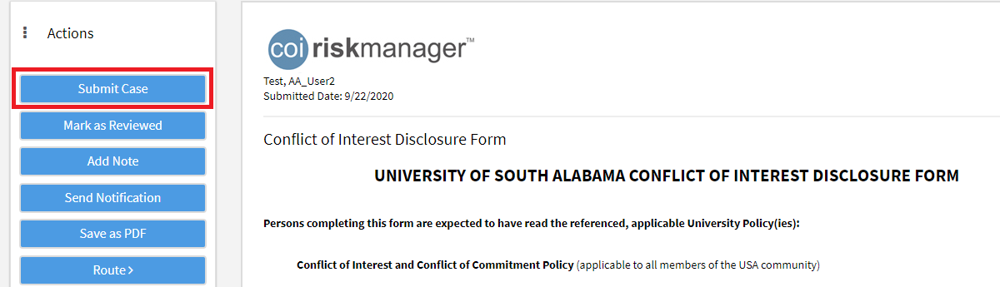 Actions
Submit Case
Mark as Reviewed
Add Note
Send Notification
Save as PDF
Route >
coi riskmanager™
Test, AA_User2
Submitted Date: 9/22/2020
Conflict of Interest Disclosure Form
UNIVERSITY OF SOUTH ALABAMA CONFLICT OF INTEREST DISCLOSURE FORM
Persons completing this form are expected to have read the referenced, applicable University Policy(ies):
Conflict of Interest and Conflict of Commitment Policy (applicable to all members of the USA community)